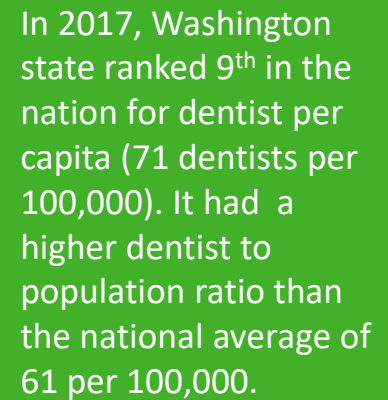 In 2017, Washington
state ranked 9th in the
nation for dentist per
capita (71 dentists per
100,000). It had  a
higher dentist to
population ratio than
the national average of
61 per 100,000.